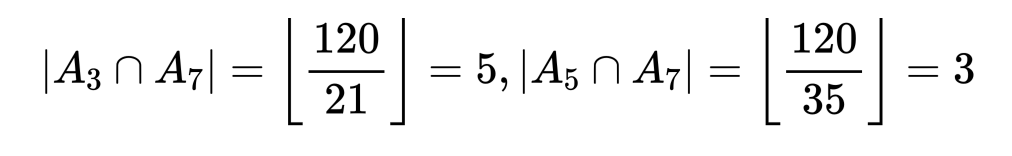 |A₃ ∩ A₇| = ⌊120/21⌋ = 5, |A₅ ∩ A₇| = ⌊120/35⌋ = 3